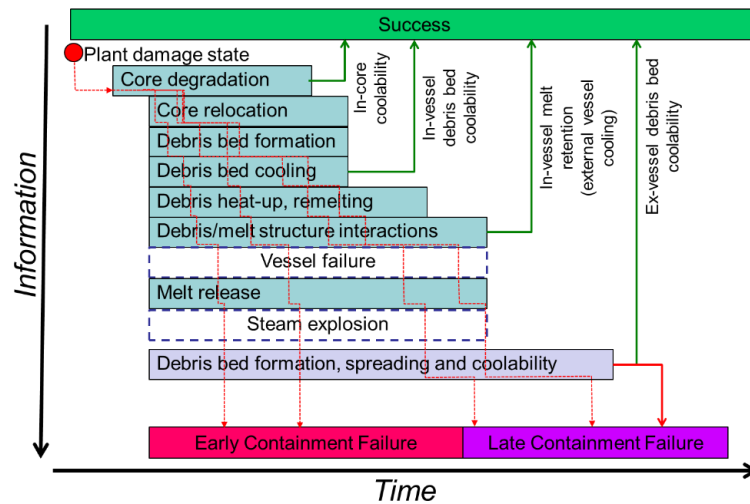 Success
Plant damage state
Core degradation
Core relocation
Debris bed formation
Debris bed cooling
Debris heat-up, remelting
Debris/melt structure interactions
Vessel failure
Melt release
Steam explosion
Debris bed formation, spreading and coolability
Early Containment Failure
Late Containment Failure
In-core
coolability
In-vessel
debris bed
coolability
In-vessel melt
retention
(external vessel
cooling)
Ex-vessel debris bed
coolability
Information
Time